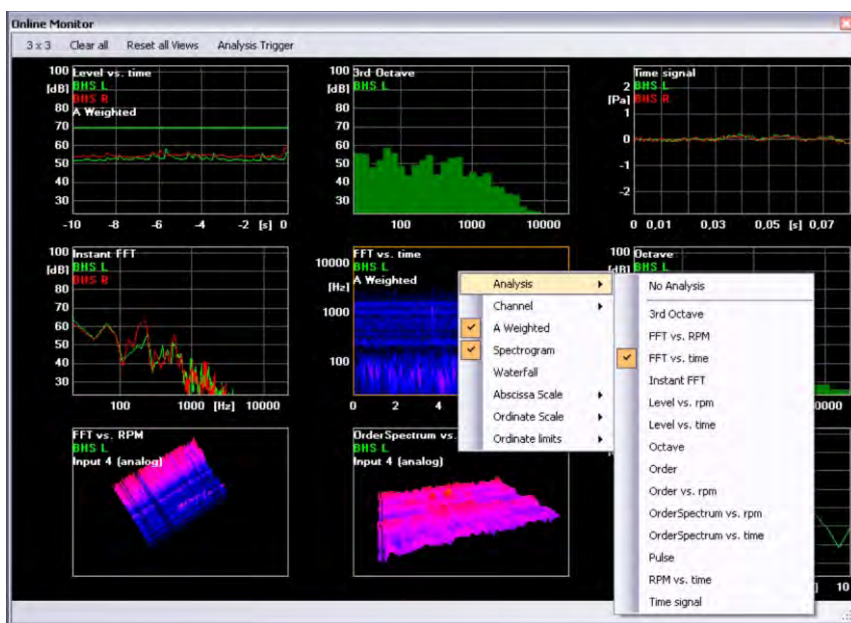 Online Monitor
3 x 3 Clear all Reset all Views Analysis Trigger
100 Level vs. time
[dB] BHS L
BHS R
80 A Weighted
70
60
50
40
30
-10 -8 -6 -4 -2 [s] 0
100 3rd Octave
[dB] BHS L
80
70
60
50
40
30
100 1000 10000
Time signal
2 BHS L
[Pa] BHS R
1
0
-1
-2
0 0,01 0,03 0,05 [s] 0,07
100 Instant FFT
[dB] BHS L
80 BHS R
70
60
50
40
30
100 1000 [Hz] 10000
FFT vs. time
10000 BHS L
[Hz] A Weighted
1000
100
0 2 4
100 Octave
[dB] BHS L
0000
Analysis
Channel
A Weighted
Spectrogram
Waterfall
Abscissa Scale
Ordinate Scale
Ordinate limits
No Analysis
3rd Octave
FFT vs. RPM
FFT vs. time
Instant FFT
Level vs. rpm
Level vs. time
Octave
Order
Order vs. rpm
OrderSpectrum vs. rpm
OrderSpectrum vs. time
Pulse
RPM vs. time
Time signal
FFT vs. RPM
BHS L
Input 4 (analog)
OrderSpectrum vs.
BHS L
Input 4 (analog)
] 10